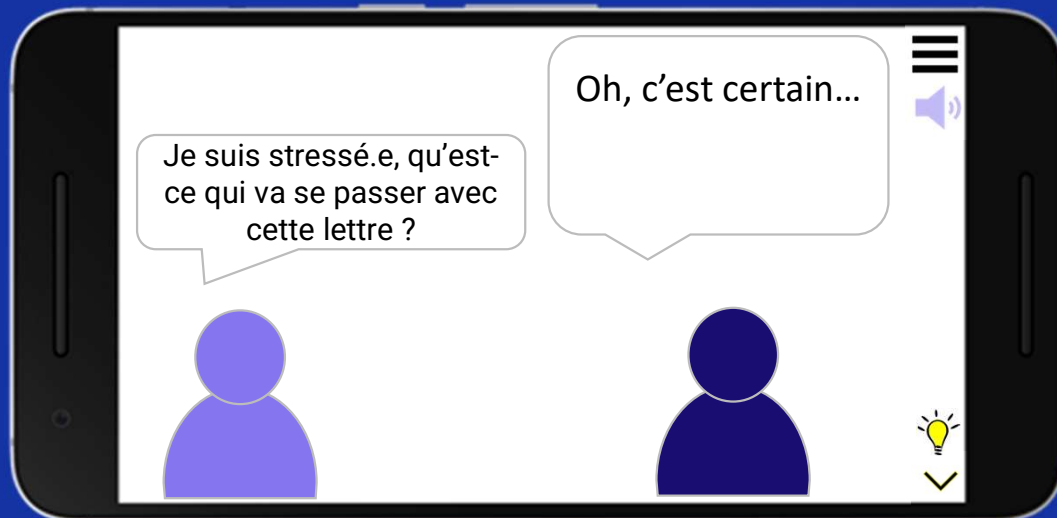 Je suis stressé.e, qu'est-
ce qui va se passer avec
cette lettre ?
Oh, c’est certain…